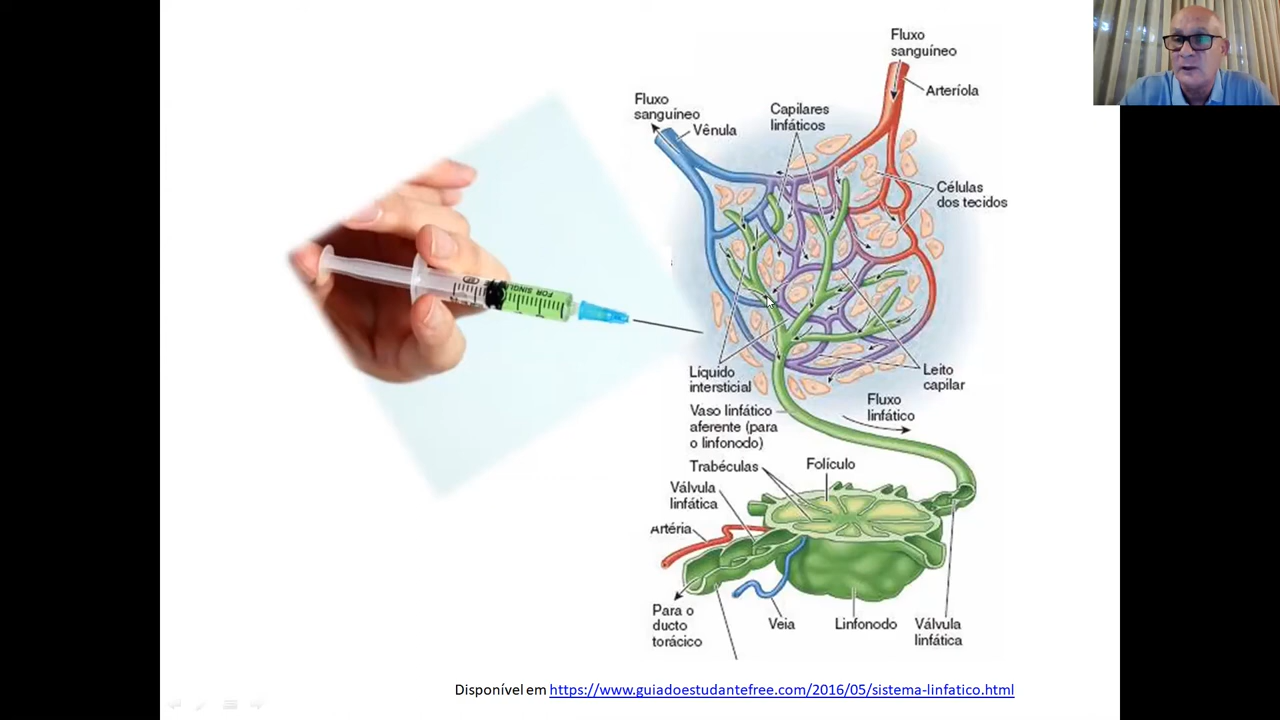 Fluxo
sanguíneo
Arteríola
Fluxo
sanguíneo
Vênula
Capilares
linfáticos
Células
dos tecidos
FOR SINGL
Líquido
intersticial
Leito
capilar
Fluxo
linfático
Vaso linfático
aferente (para
o linfonodo)
Trabéculas
Folículo
Válvula
linfática
Artéria
Para o
ducto
torácico
Veia
Linfonodo
Válvula
linfática
Disponível em https://www.guiadoestudantefree.com/2016/05/sistema-linfatico.html